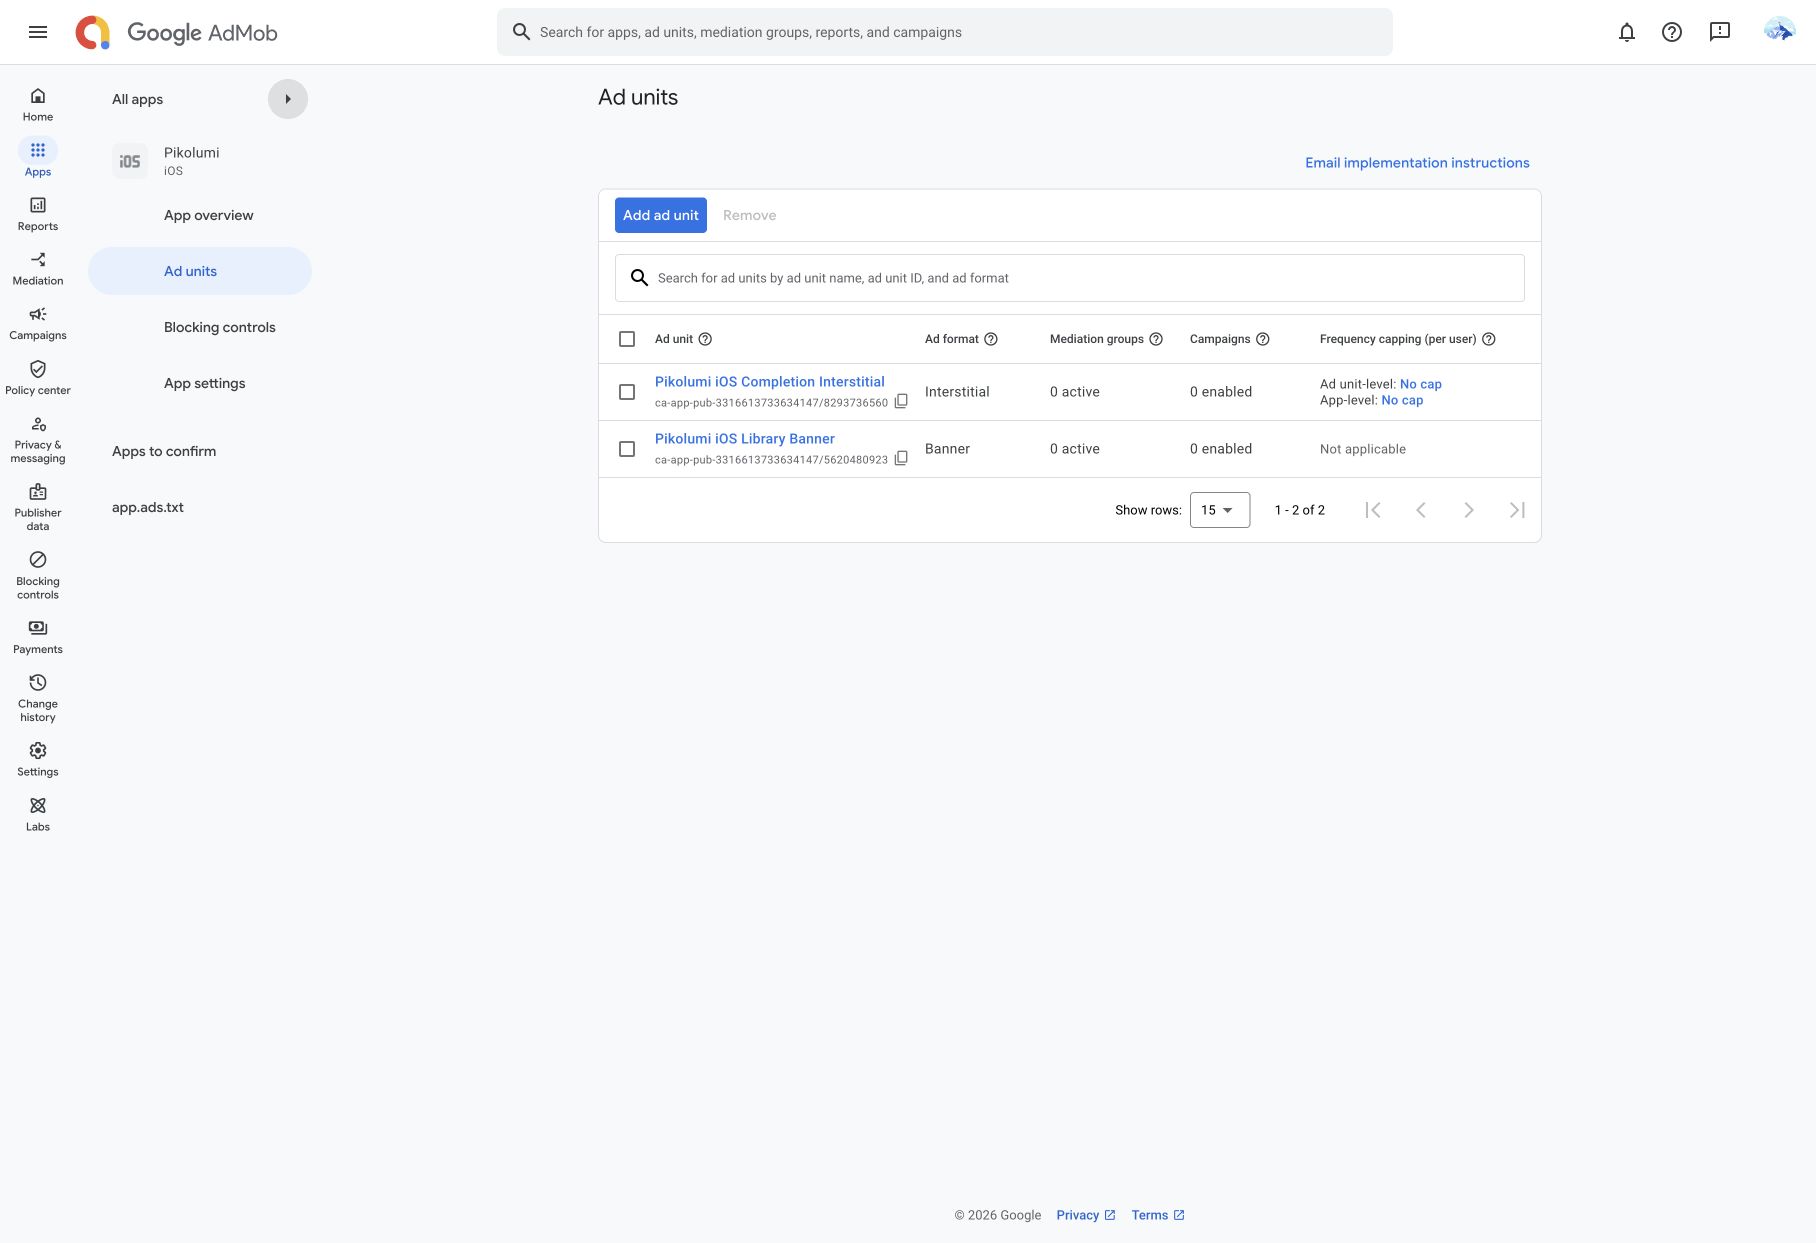 Google AdMob
Search for apps, ad units, mediation groups, reports, and campaigns
Home
Apps
Reports
Mediation
Campaigns
Policy center
Privacy &
messaging
Publisher
data
Blocking
controls
Payments
Change
history
Settings
Labs
All apps
iOS
Pikolumi
iOS
App overview
Ad units
Blocking controls
App settings
Apps to confirm
app.ads.txt
Ad units
Email implementation instructions
Add ad unit Remove
Search for ad units by ad unit name, ad unit ID, and ad format
Ad unit Ad format Mediation groups Campaigns Frequency capping (per user)
Pikolumi iOS Completion Interstitial
ca-app-pub-3316613733634147/8293736560
Interstitial 0 active 0 enabled
Ad unit-level: No cap
App-level: No cap
Pikolumi iOS Library Banner
ca-app-pub-3316613733634147/5620480923
Banner 0 active 0 enabled Not applicable
Show rows: 15 1 - 2 of 2
© 2026 Google Privacy Terms